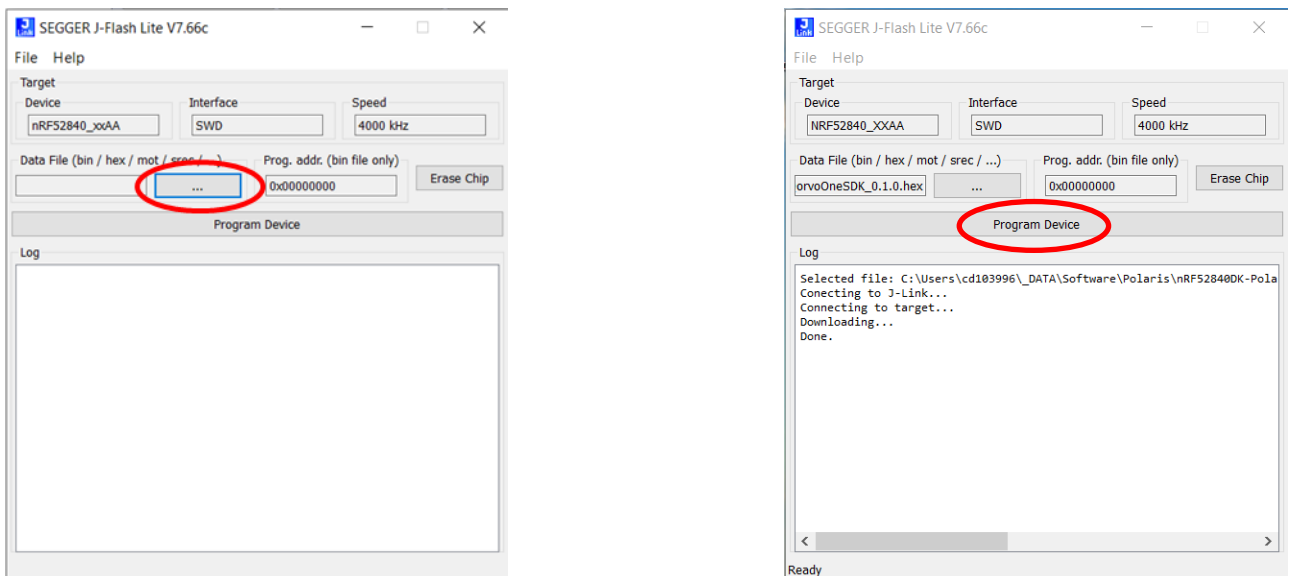 SEGGER J-Flash Lite V7.66c
File Help
Target
Device Interface Speed
nRF52840_xxAA SWD 4000 kHz
Data File (bin / hex / mot / srec / ...) Prog. addr. (bin file only)
... 0x00000000 Erase Chip
Program Device
Log
SEGGER J-Flash Lite V7.66c
File Help
Target
Device Interface Speed
NRF52840_XXAA SWD 4000 kHz
Data File (bin / hex / mot / srec / ...) Prog. addr. (bin file only)
orvoOneSDK_0.1.0.hex ... 0x00000000 Erase Chip
Program Device
Log
Selected file: C:\Users\cd103996\_DATA\Software\Polaris\nRF52840DK-Pola
Conecting to J-Link...
Connecting to target...
Downloading...
Done.
Ready